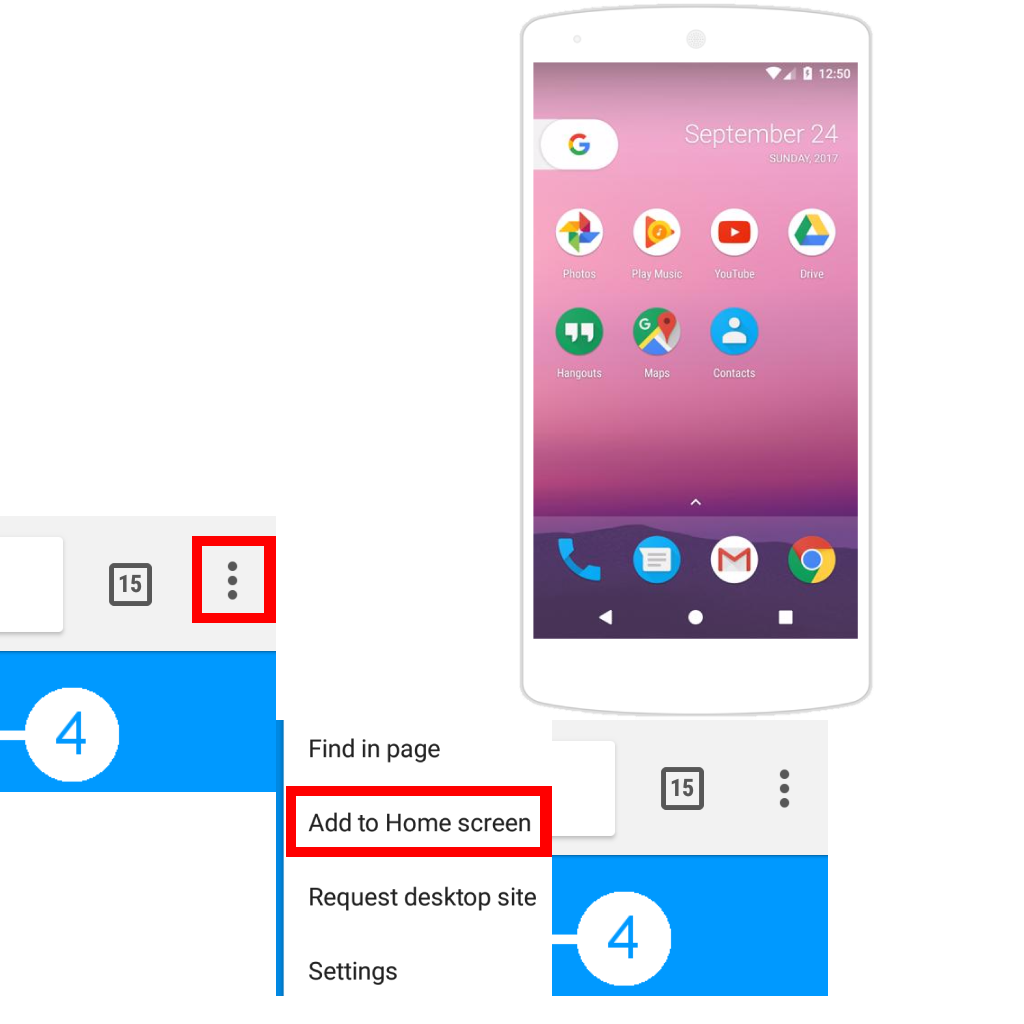 12:50
G
September 24
SUNDAY, 2017
Photos
Play Music
YouTube
Drive
G
Hangouts
Maps
Contacts
15
4
Find in page
Add to Home screen
Request desktop site
Settings
15
4